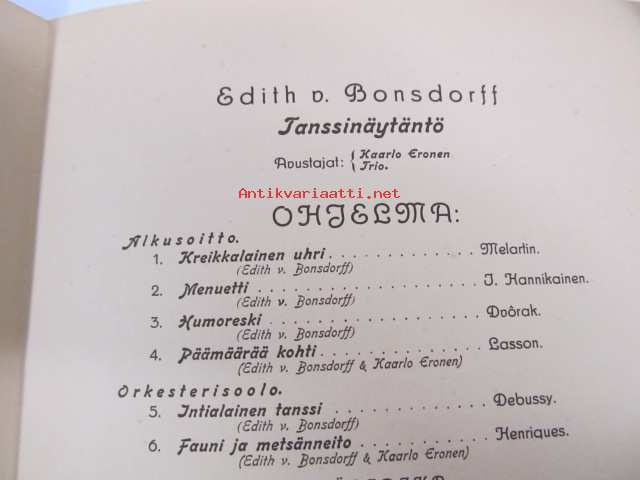 Edith v. Bonsdorff
Tanssinäytäntö
Avustajat: { Kaarlo Eronen
Trio.
Antikvariaatti.net
OHJELMA:
Alkusoitto.
1. Kreikkalainen uhri . . . . . . . . . . . . Melartin.
(Edith v. Bonsdorff)
2. Menuetti . . . . . . . . . . . . . . . . . . J. Hannikainen.
(Edith v. Bonsdorff)
3. Humoreski . . . . . . . . . . . . . . . . . Doôrak.
(Edith v. Bonsdorff)
4. Päämäärää kohti . . . . . . . . . . . . . Lasson.
(Edith v. Bonsdorff & Kaarlo Eronen)
Orkesterisoolo.
5. Intialainen tanssi . . . . . . . . . . . . Debussy.
(Edith v. Bonsdorff)
6. Fauni ja metsänneito . . . . . . . . . . Henriques.
(Edith v. Bonsdorff & Kaarlo Eronen)